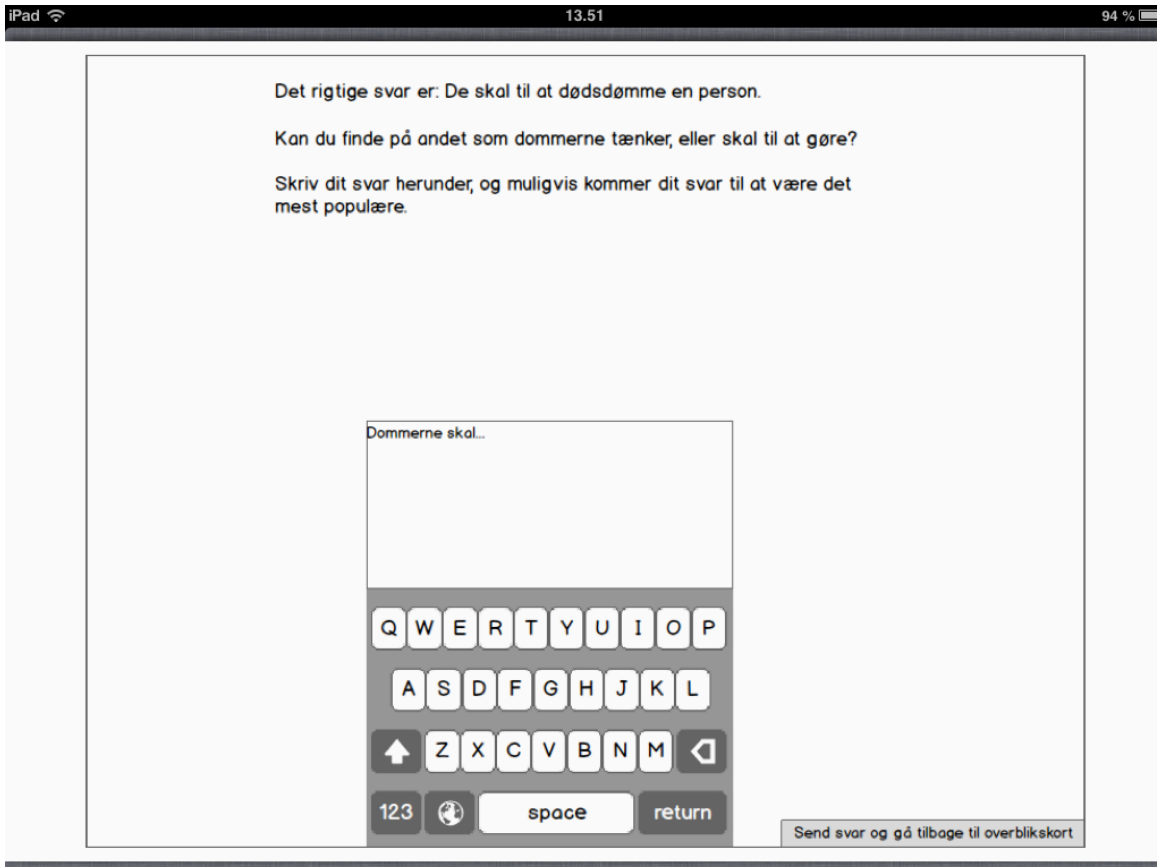 iPad 13.51 94 %
Det rigtige svar er: De skal til at dødsdømme en person.
Kan du finde på andet som dommerne tænker, eller skal til at gøre?
Skriv dit svar herunder, og muligvis kommer dit svar til at være det
mest populære.
Dommerne skal...
Q W E R T Y U I O P
A S D F G H J K L
Z X C V B N M
123 space return
Send svar og gå tilbage til overblikskort